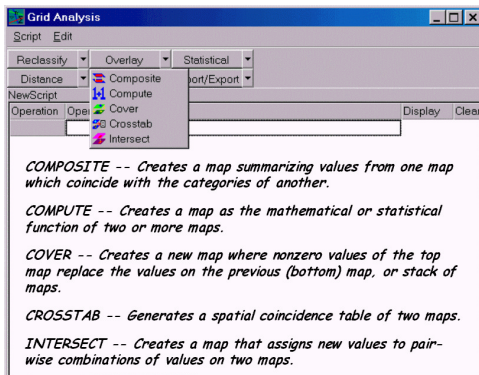 Grid Analysis
Script Edit
Reclassify Overlay Statistical
Distance port/Export
NewScript
Operation Oper Display Clear
Composite
Compute
Cover
Crosstab
Intersect
COMPOSITE -- Creates a map summarizing values from one map
which coincide with the categories of another.
COMPUTE -- Creates a map as the mathematical or statistical
function of two or more maps.
COVER -- Creates a new map where nonzero values of the top
map replace the values on the previous (bottom) map, or stack of
maps.
CROSSTAB -- Generates a spatial coincidence table of two maps.
INTERSECT -- Creates a map that assigns new values to pair-
wise combinations of values on two maps.